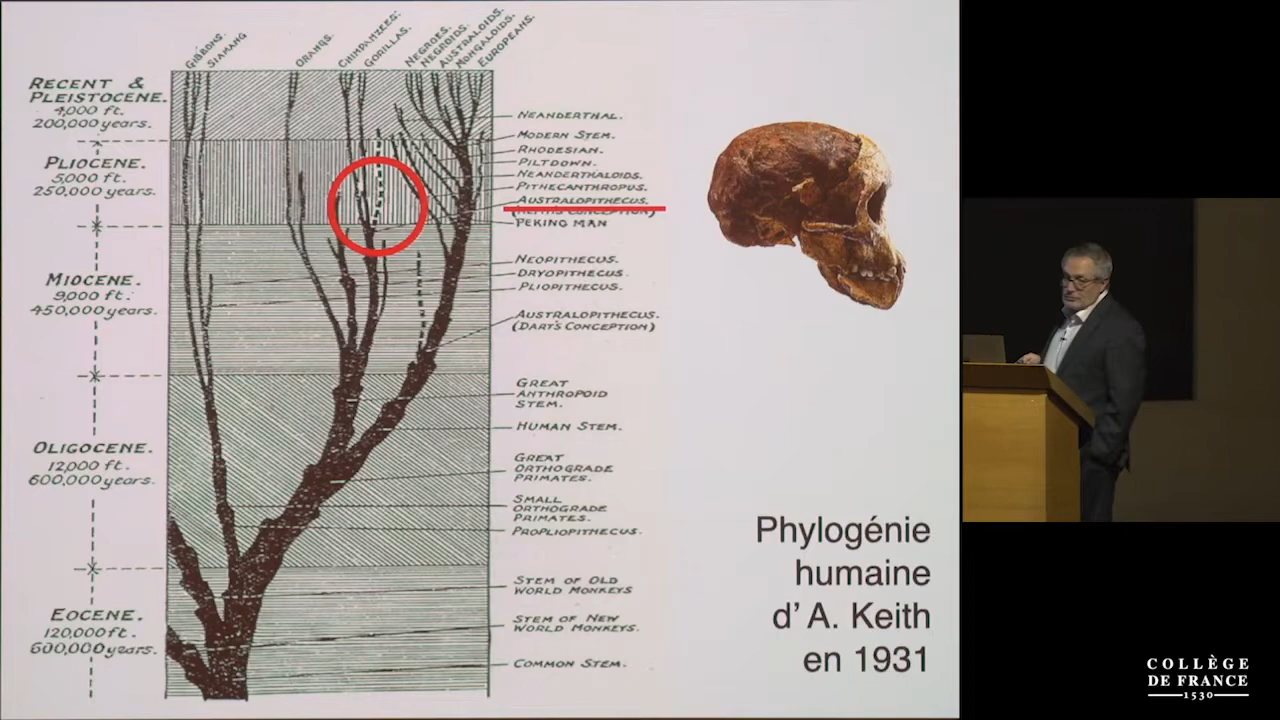 GIBBONS.
SIAMANG
ORANGS.
CHIMPANZEES.
GORILLAS.
NEGROES.
NEGROIDS.
AUSTRALOIDS.
MONGOLOIDS.
EUROPEANS.
RECENT &
PLEISTOCENE.
4,000 ft.
200,000 years.
PLIOCENE.
5,000 ft.
250,000 years.
MIOCENE.
9,000 ft.
450,000 years.
OLIGOCENE.
12,000 ft.
600,000 years.
EOCENE.
120,000 ft.
600,000 years.
NEANDERTHAL.
MODERN STEM.
RHODESIAN.
PILTDOWN.
NEANDERTHALOIDS.
PITHECANTHROPUS.
AUSTRALOPITHECUS.
(KEITH'S CONCEPTION)
PEKING MAN
NEOPITHECUS.
DRYOPITHECUS
PLIOPITHECUS.
AUSTRALOPITHECUS.
(DART'S CONCEPTION)
GREAT
ANTHROPOID
STEM.
HUMAN STEM.
GREAT
ORTHOGRADE
PRIMATES.
SMALL
ORTHOGRADE
PRIMATES.
PROPLIOPITHECUS.
STEM OF OLD
WORLD MONKEYS
STEM OF NEW
WORLD MONKEYS.
COMMON STEM.
Phylogénie
humaine
d’ A. Keith
en 1931
COLLÈGE
DE FRANCE
1530